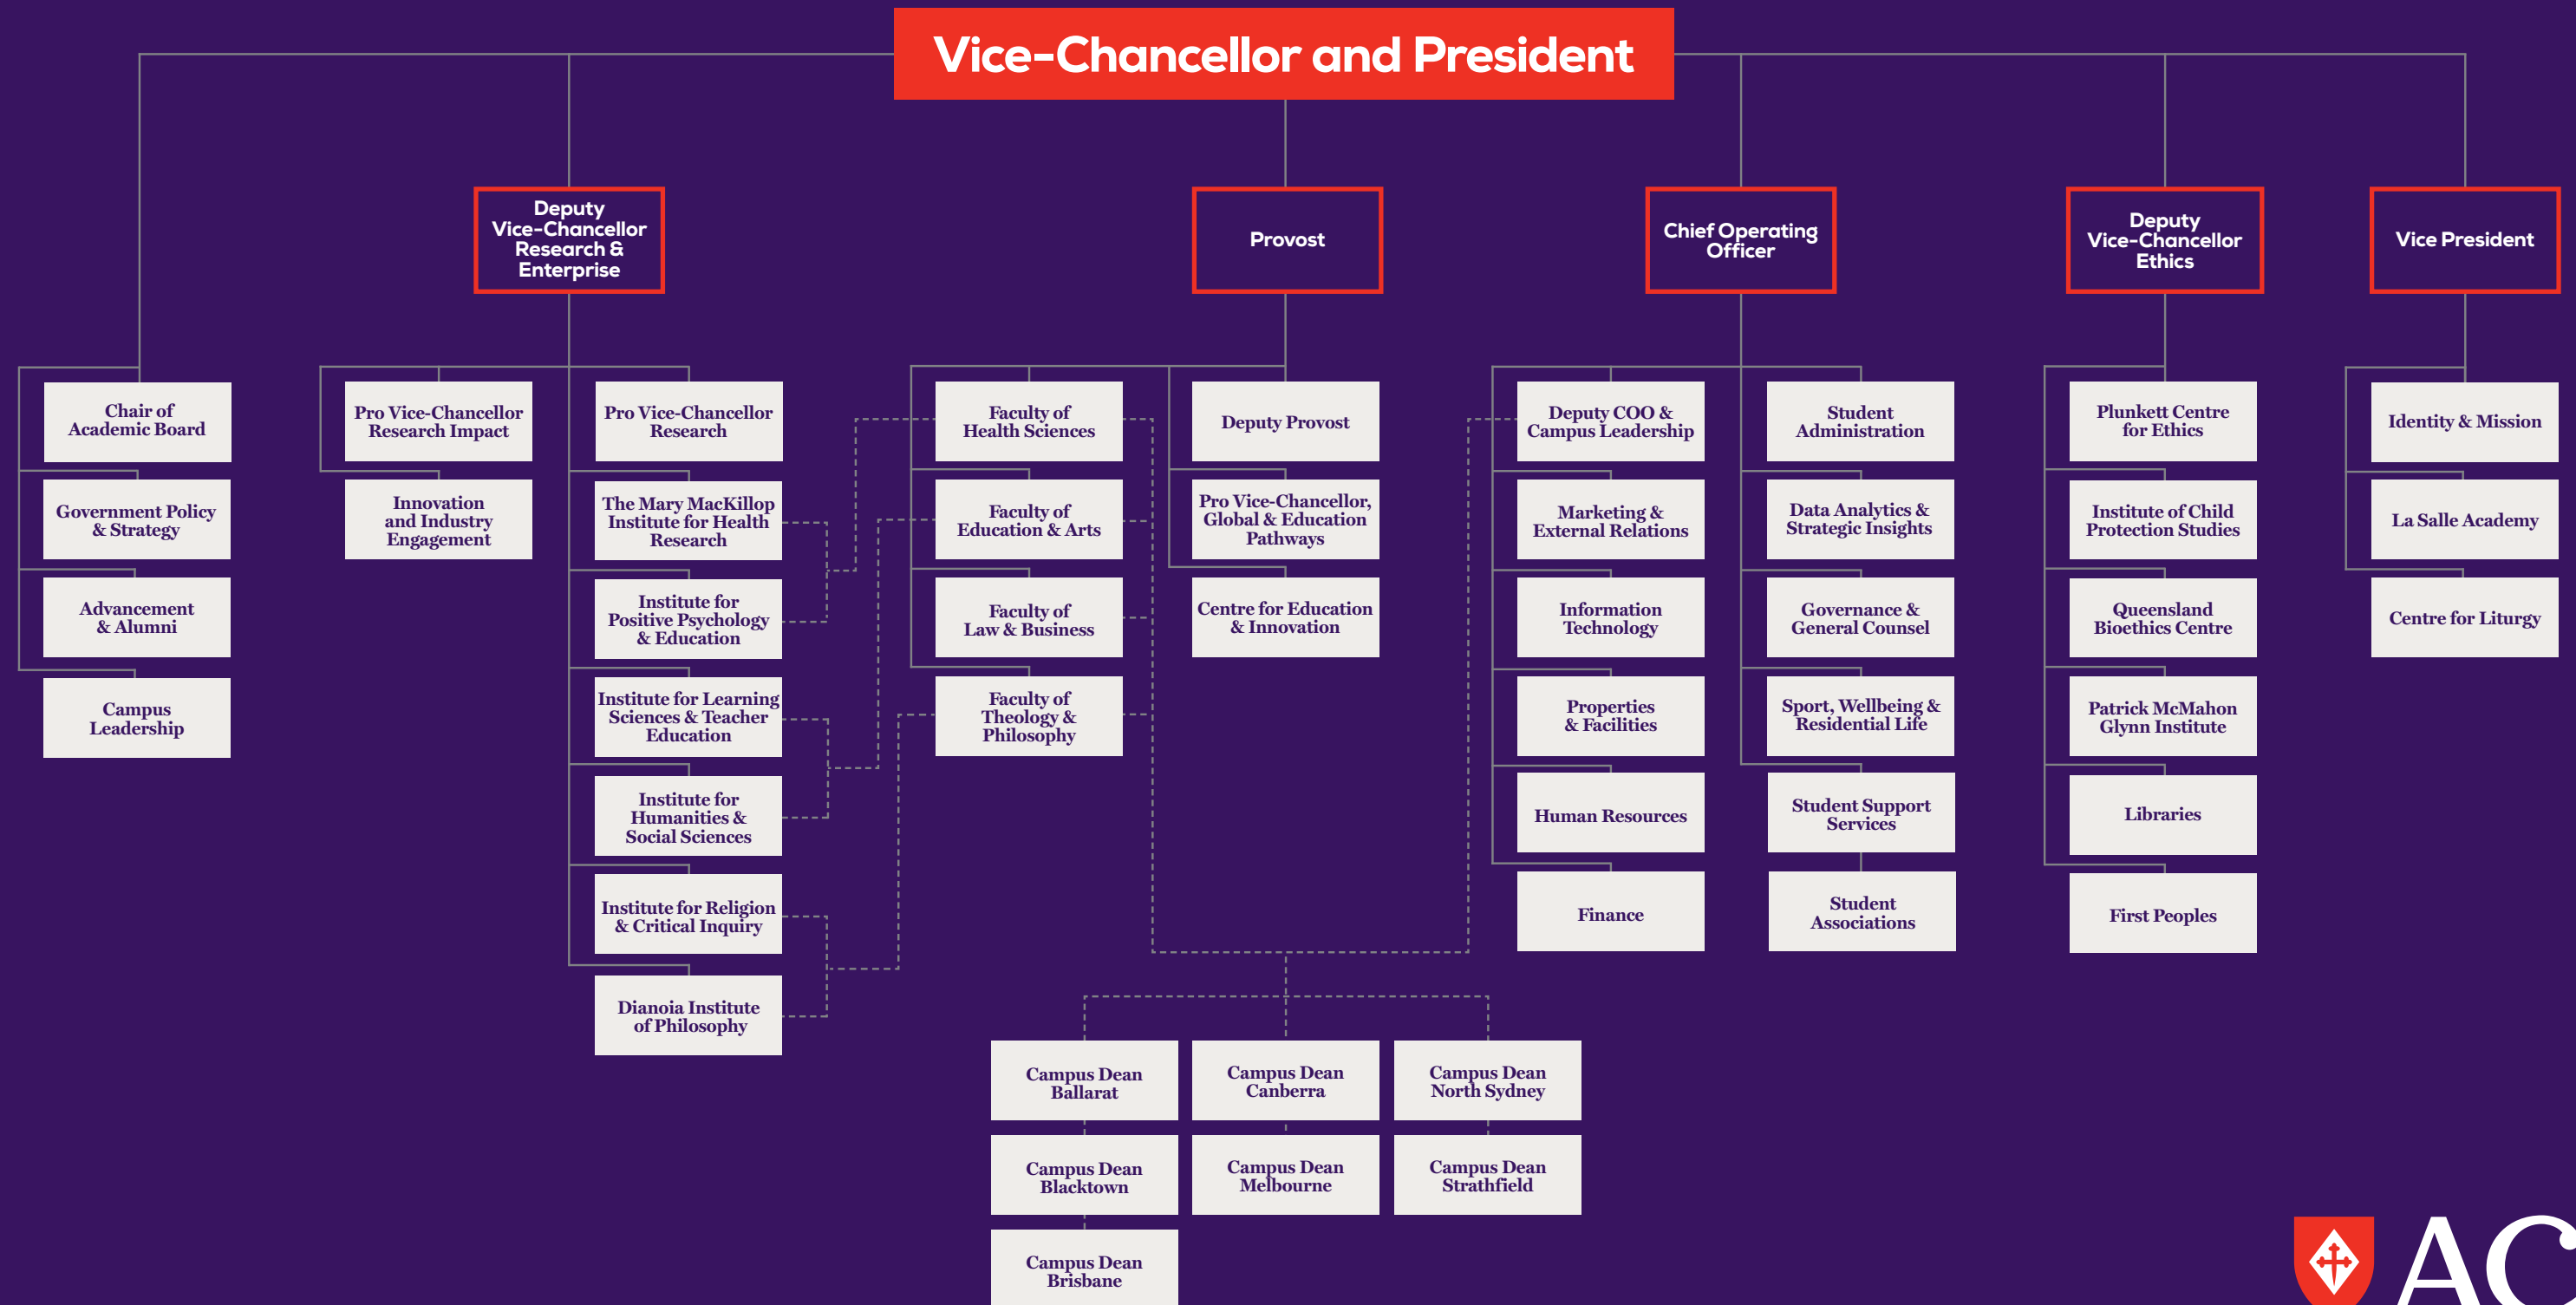 Vice-Chancellor and President
Deputy
Vice-Chancellor
Research &
Enterprise
Provost
Chief Operating
Officer
Deputy
Vice-Chancellor
Ethics
Vice President
Chair of
Academic Board
Government Policy
& Strategy
Advancement
& Alumni
Campus
Leadership
Pro Vice-Chancellor
Research Impact
Innovation
and Industry
Engagement
Pro Vice-Chancellor
Research
The Mary MacKillop
Institute for Health
Research
Institute for
Positive Psychology
& Education
Institute for Learning
Sciences & Teacher
Education
Institute for
Humanities &
Social Sciences
Institute for Religion
& Critical Inquiry
Dianoia Institute
of Philosophy
Faculty of
Health Sciences
Faculty of
Education & Arts
Faculty of
Law & Business
Faculty of
Theology &
Philosophy
Deputy Provost
Pro Vice-Chancellor,
Global & Education
Pathways
Centre for Education
& Innovation
Deputy COO &
Campus Leadership
Marketing &
External Relations
Information
Technology
Properties
& Facilities
Human Resources
Finance
Student
Administration
Data Analytics &
Strategic Insights
Governance &
General Counsel
Sport, Wellbeing &
Residential Life
Student Support
Services
Student
Associations
Plunkett Centre
for Ethics
Institute of Child
Protection Studies
Queensland
Bioethics Centre
Patrick McMahon
Glynn Institute
Libraries
First Peoples
Identity & Mission
La Salle Academy
Centre for Liturgy
Campus Dean
Ballarat
Campus Dean
Blacktown
Campus Dean
Brisbane
Campus Dean
Canberra
Campus Dean
Melbourne
Campus Dean
North Sydney
Campus Dean
Strathfield
AC